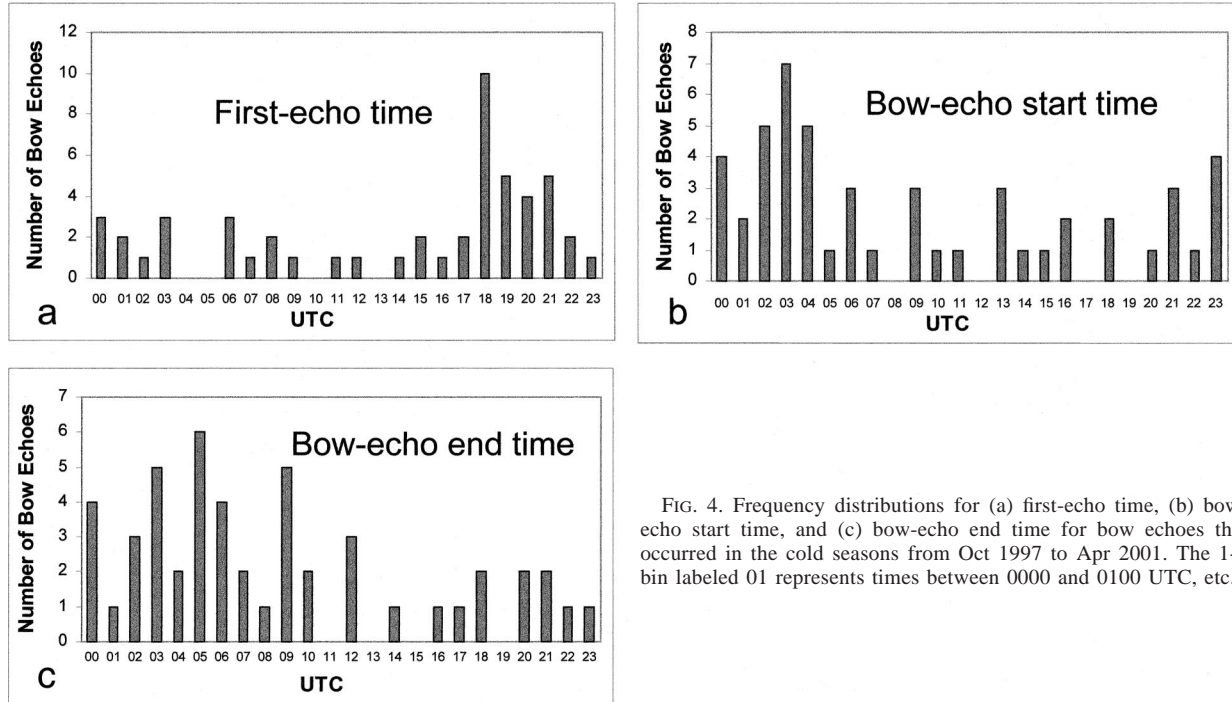 First-echo time
Number of Bow Echoes
12
10
8
6
4
2
0
00 01 02 03 04 05 06 07 08 09 10 11 12 13 14 15 16 17 18 19 20 21 22 23
UTC
a
Bow-echo start time
Number of Bow Echoes
8
7
6
5
4
3
2
1
0
00 01 02 03 04 05 06 07 08 09 10 11 12 13 14 15 16 18 19 20 21 22 23
UTC
b
Bow-echo end time
Number of Bow Echoes
7
6
5
4
3
2
1
0
00 01 02 03 04 05 06 07 08 09 10 11 12 13 14 15 16 17 18 19 20 21 22 23
UTC
c
FIG. 4. Frequency distributions for (a) first-echo time, (b) bow
echo start time, and (c) bow-echo end time for bow echoes th
occurred in the cold seasons from Oct 1997 to Apr 2001. The 1-
bin labeled 01 represents times between 0000 and 0100 UTC, etc.